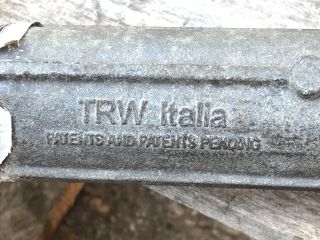 TRW Italia
PATENTS AND PATENTS PENDING